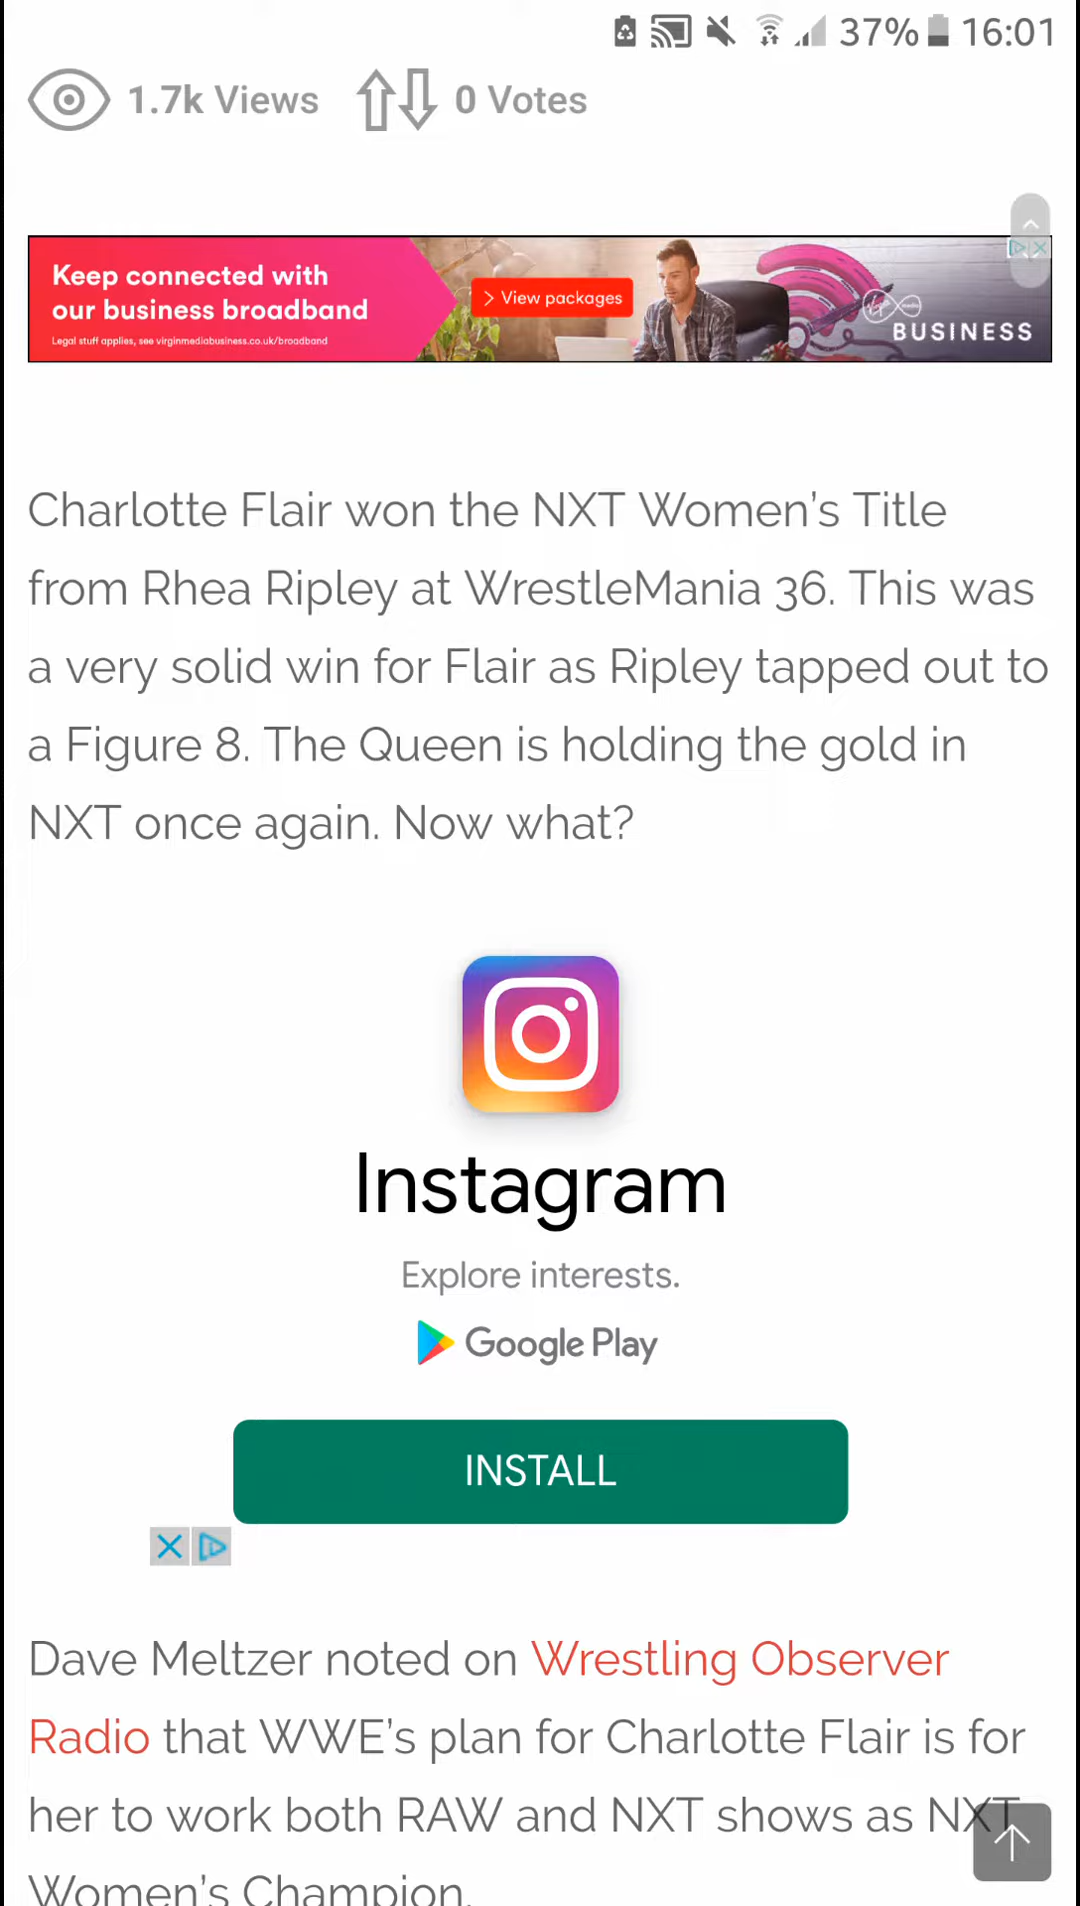 37% 16:01
1.7k Views 0 Votes
Keep connected with
our business broadband
Legal stuff applies, see virginmediabusiness.co.uk/broadband
> View packages
Virgin media
BUSINESS
Charlotte Flair won the NXT Women's Title
from Rhea Ripley at WrestleMania 36. This was
a very solid win for Flair as Ripley tapped out to
a Figure 8. The Queen is holding the gold in
NXT once again. Now what?
Instagram
Explore interests.
Google Play
INSTALL
Dave Meltzer noted on Wrestling Observer
Radio that WWE's plan for Charlotte Flair is for
her to work both RAW and NXT shows as NXT
Women's Champion.